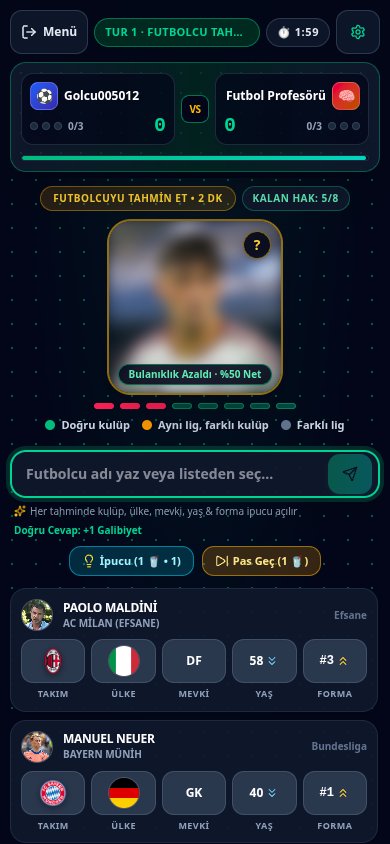 Menü
TUR 1 · FUTBOLCU TAH...
1:59
Golcu005012
0/3
0
VS
Futbol Profesörü
0
0/3
FUTBOLCUYU TAHMİN ET • 2 DK
KALAN HAK: 5/8
?
Bulanıklık Azaldı · %50 Net
Doğru kulüp
Aynı lig, farklı kulüp
Farklı lig
Futbolcu adı yaz veya listeden seç...
Her tahminde kulüp, ülke, mevki, yaş & forma ipucu açılır
Doğru Cevap: +1 Galibiyet
İpucu (1 🥛 • 1)
Pas Geç (1 🥛)
PAOLO MALDİNİ
AC MİLAN (EFSANE)
Efsane
DF
58
#3
TAKIM
ÜLKE
MEVKİ
YAŞ
FORMA
MANUEL NEUER
BAYERN MÜNİH
Bundesliga
GK
40
#1
TAKIM
ÜLKE
MEVKİ
YAŞ
FORMA